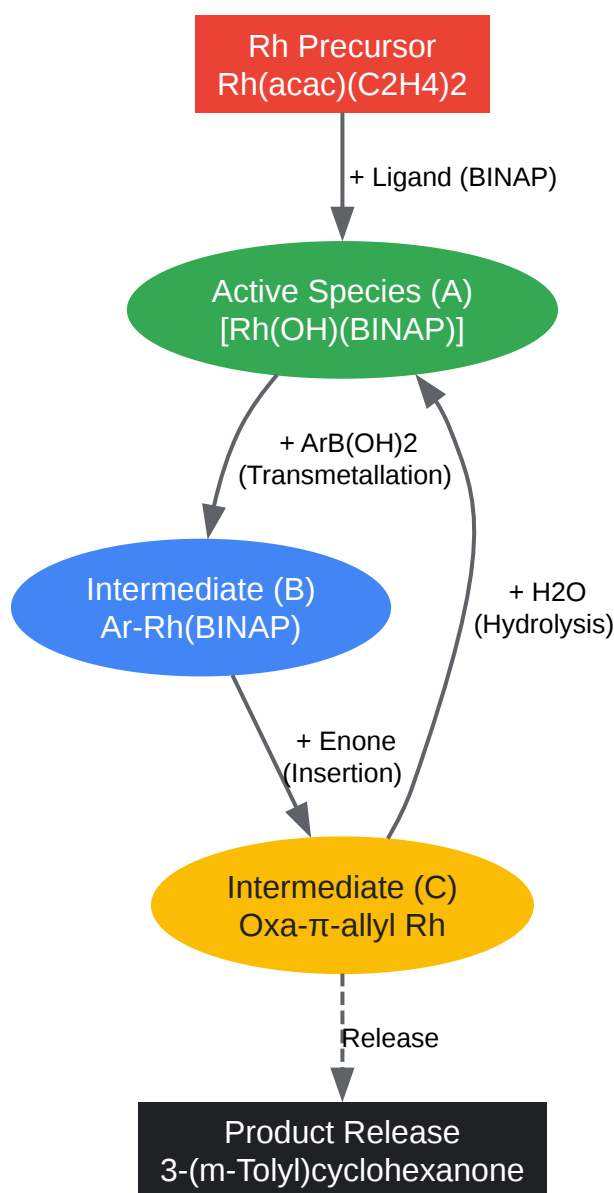 Rh Precursor
Rh(acac)(C2H4)2
+ Ligand (BINAP)
Active Species (A)
[Rh(OH)(BINAP)]
+ ArB(OH)2
(Transmetallation)
Intermediate (B)
Ar-Rh(BINAP)
+ H2O
(Hydrolysis)
+ Enone
(Insertion)
Intermediate (C)
Oxa-π-allyl Rh
Release
Product Release
3-(m-Tolyl)cyclohexanone